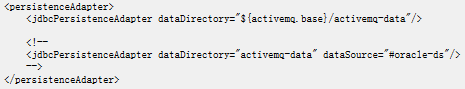 <persistenceAdapter>
<jdbcPersistenceAdapter dataDirectory="${activemq.base}/activemq-data"/>
<!--
<jdbcPersistenceAdapter dataDirectory="activemq-data" dataSource="#oracle-ds"/>
-->
</persistenceAdapter>